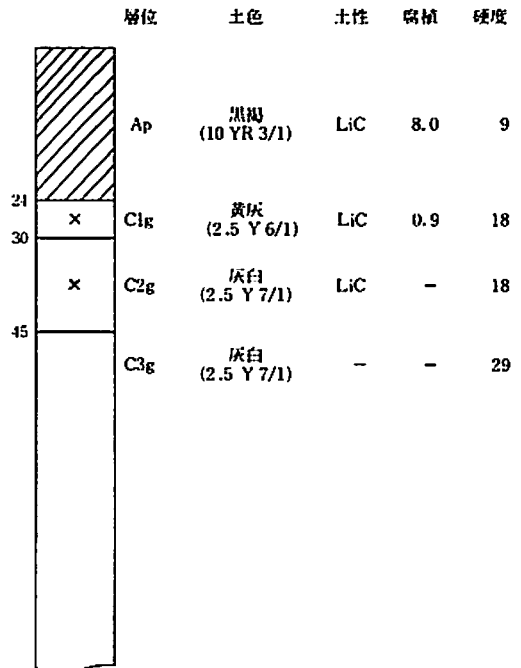 層位 土色 土性 腐植 硬度
Ap 黒褐 LiC 8.0 9
(10 YR 3/1)
24
C1g 黄灰 LiC 0.9 18
(2.5 Y 6/1)
30
C2g 灰白 LiC - 18
(2.5 Y 7/1)
45
C3g 灰白 - - 29
(2.5 Y 7/1)